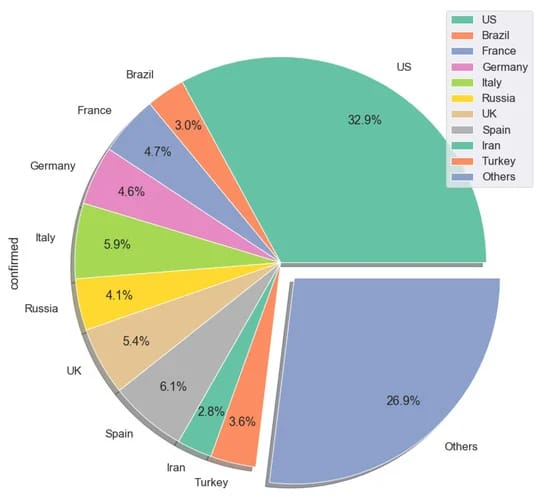 US
Brazil
France
Germany
Italy
Russia
UK
Spain
Iran
Turkey
Others
US
32.9%
Brazil
3.0%
France
4.7%
Germany
4.6%
Italy
5.9%
Russia
4.1%
UK
5.4%
Spain
6.1%
Iran
2.8%
Turkey
3.6%
Others
26.9%
confirmed